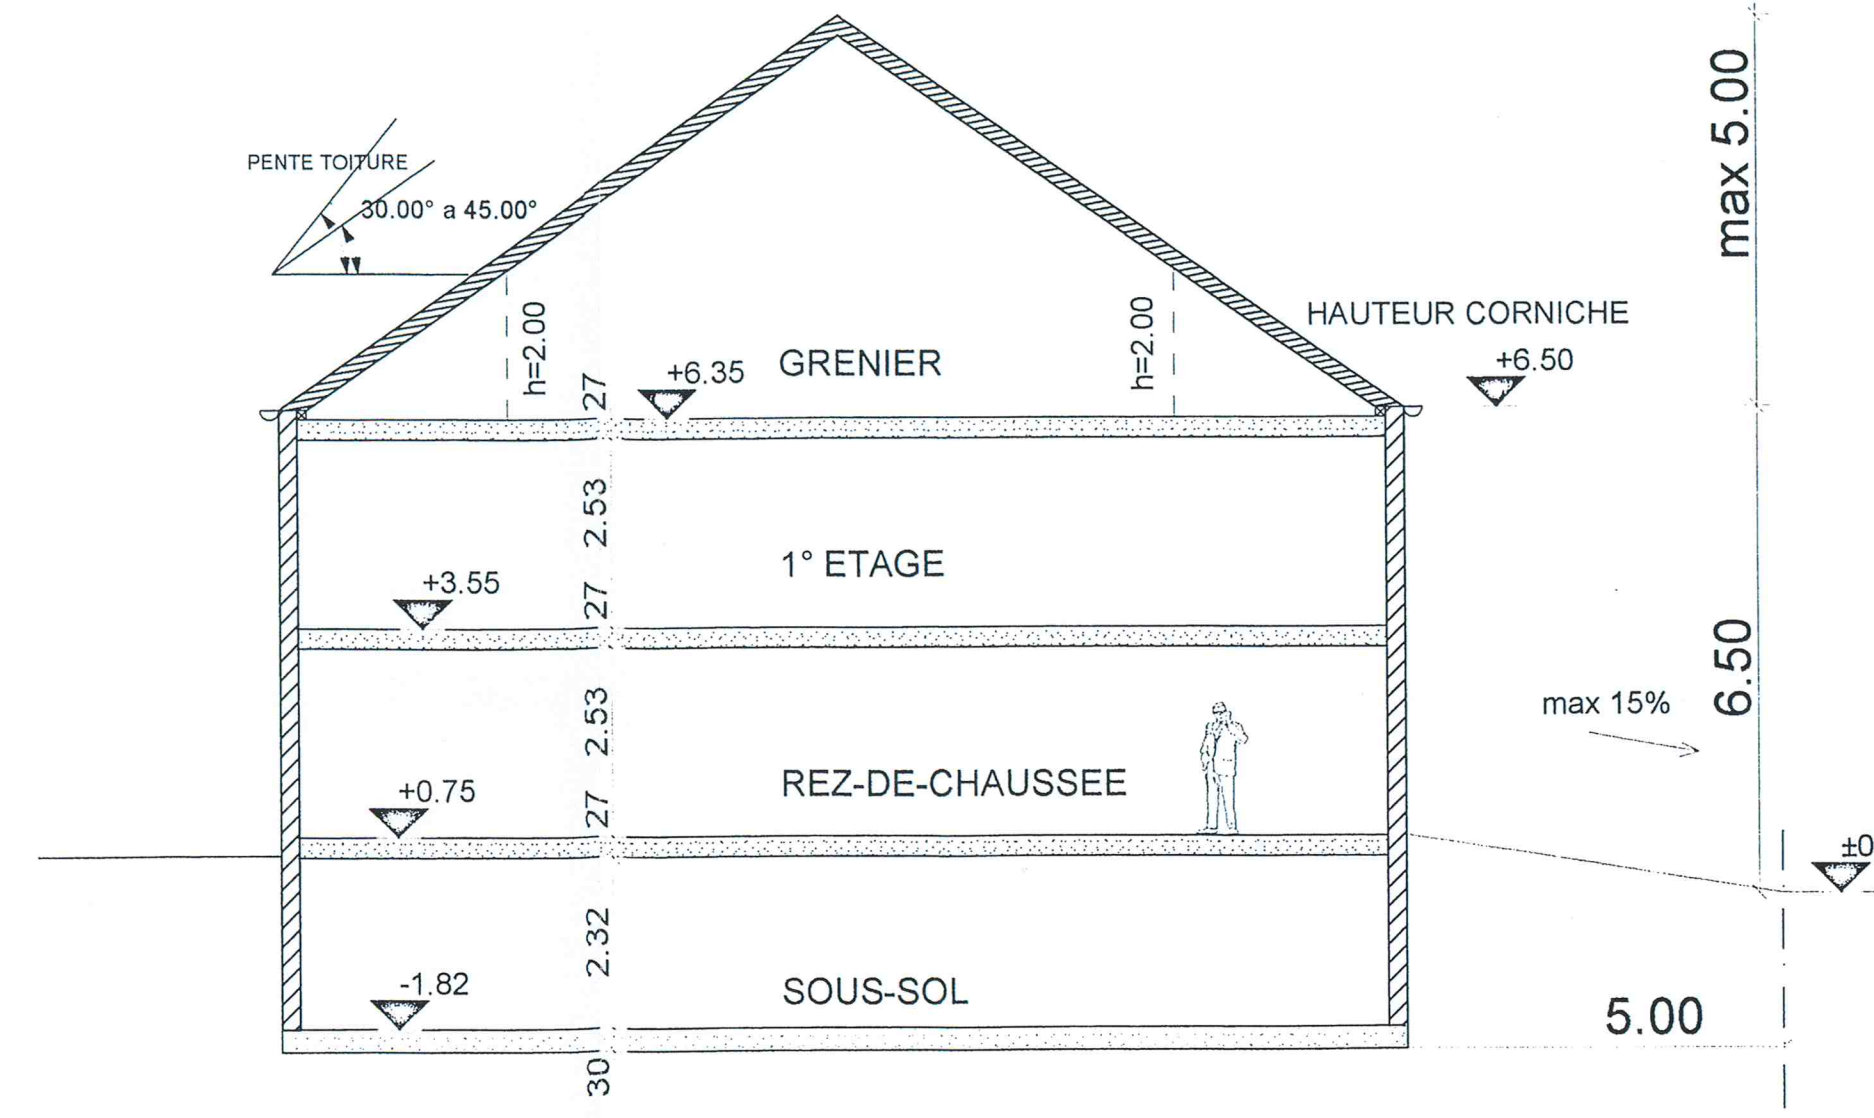 max 5.00
PENTE TOITURE
30.00° a 45.00°
HAUTEUR CORNICHE
+6.50
h=2.00
h=2.00
GRENIER
+6.35
27
2.53
1° ETAGE
+3.55
27
6.50
max 15%
2.53
REZ-DE-CHAUSSEE
+0.75
27
±0
2.32
SOUS-SOL
-1.82
5.00
30